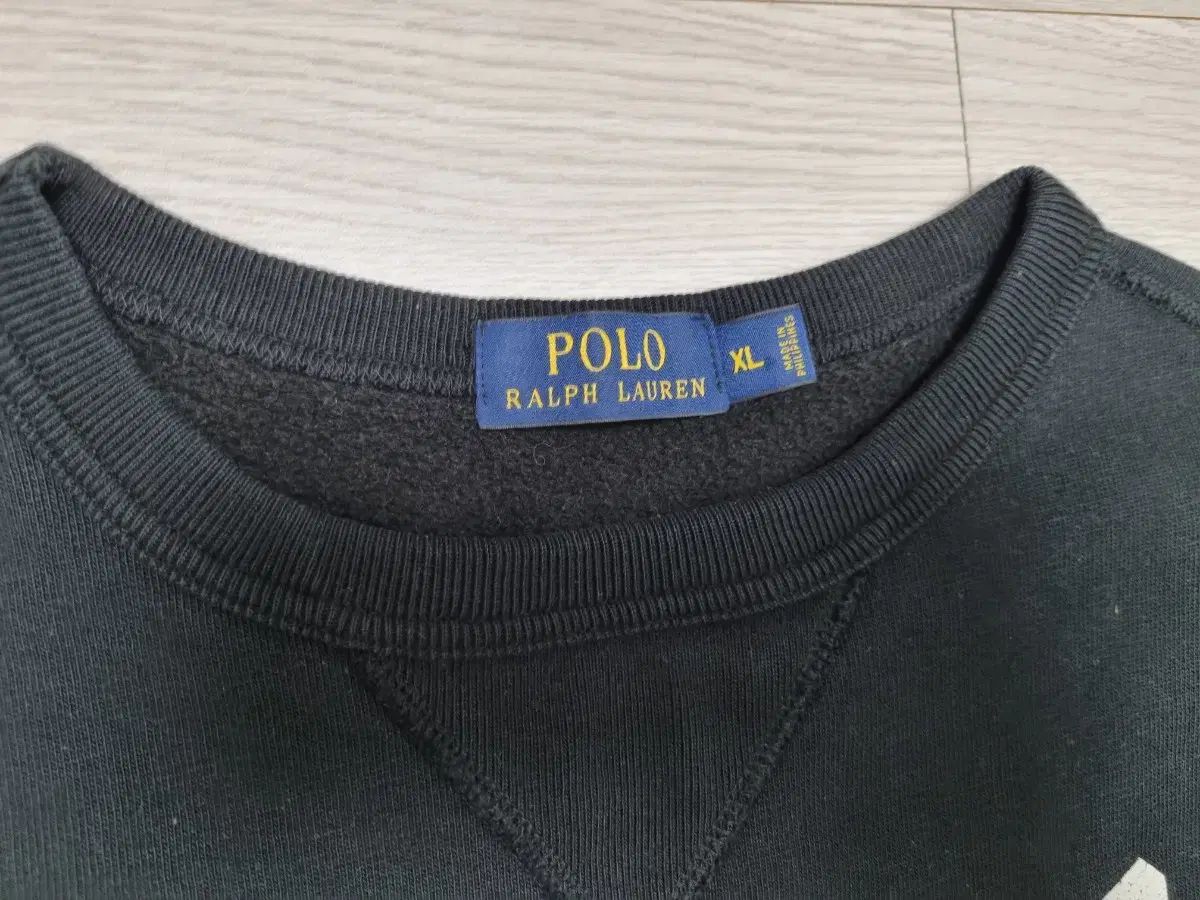 POLO
RALPH LAUREN
XL
MADE IN
PHILIPPINES